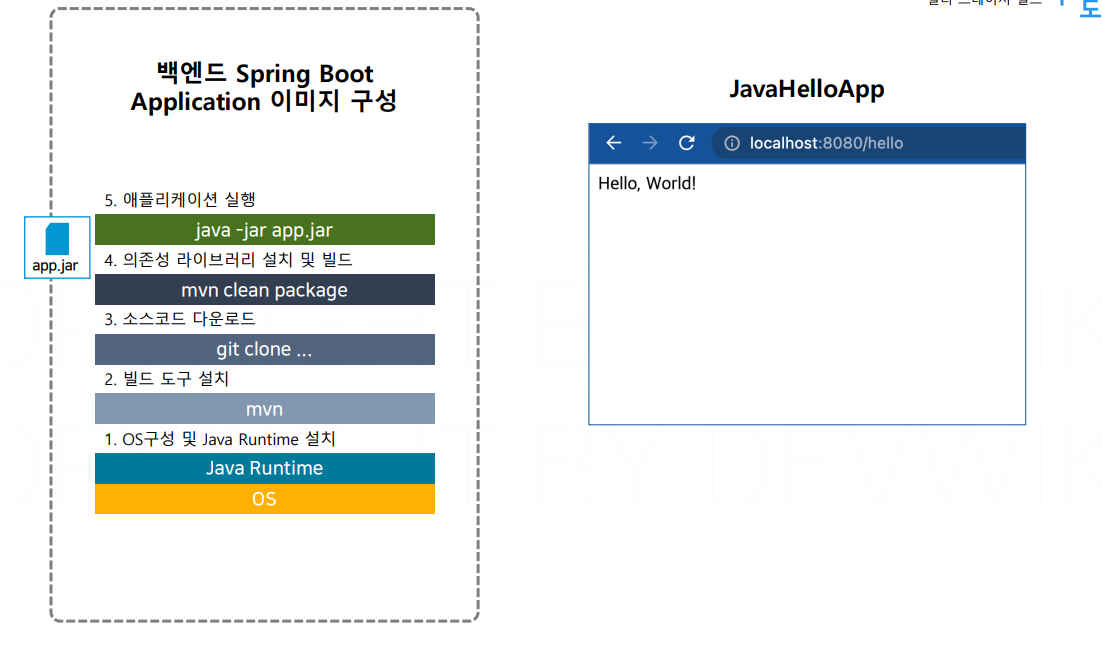 도
백엔드 Spring Boot
Application 이미지 구성
5. 애플리케이션 실행
java -jar app.jar
app.jar
4. 의존성 라이브러리 설치 및 빌드
mvn clean package
3. 소스코드 다운로드
git clone ...
2. 빌드 도구 설치
mvn
1. OS구성 및 Java Runtime 설치
Java Runtime
OS
JavaHelloApp
localhost:8080/hello
Hello, World!
BY DEVWIK